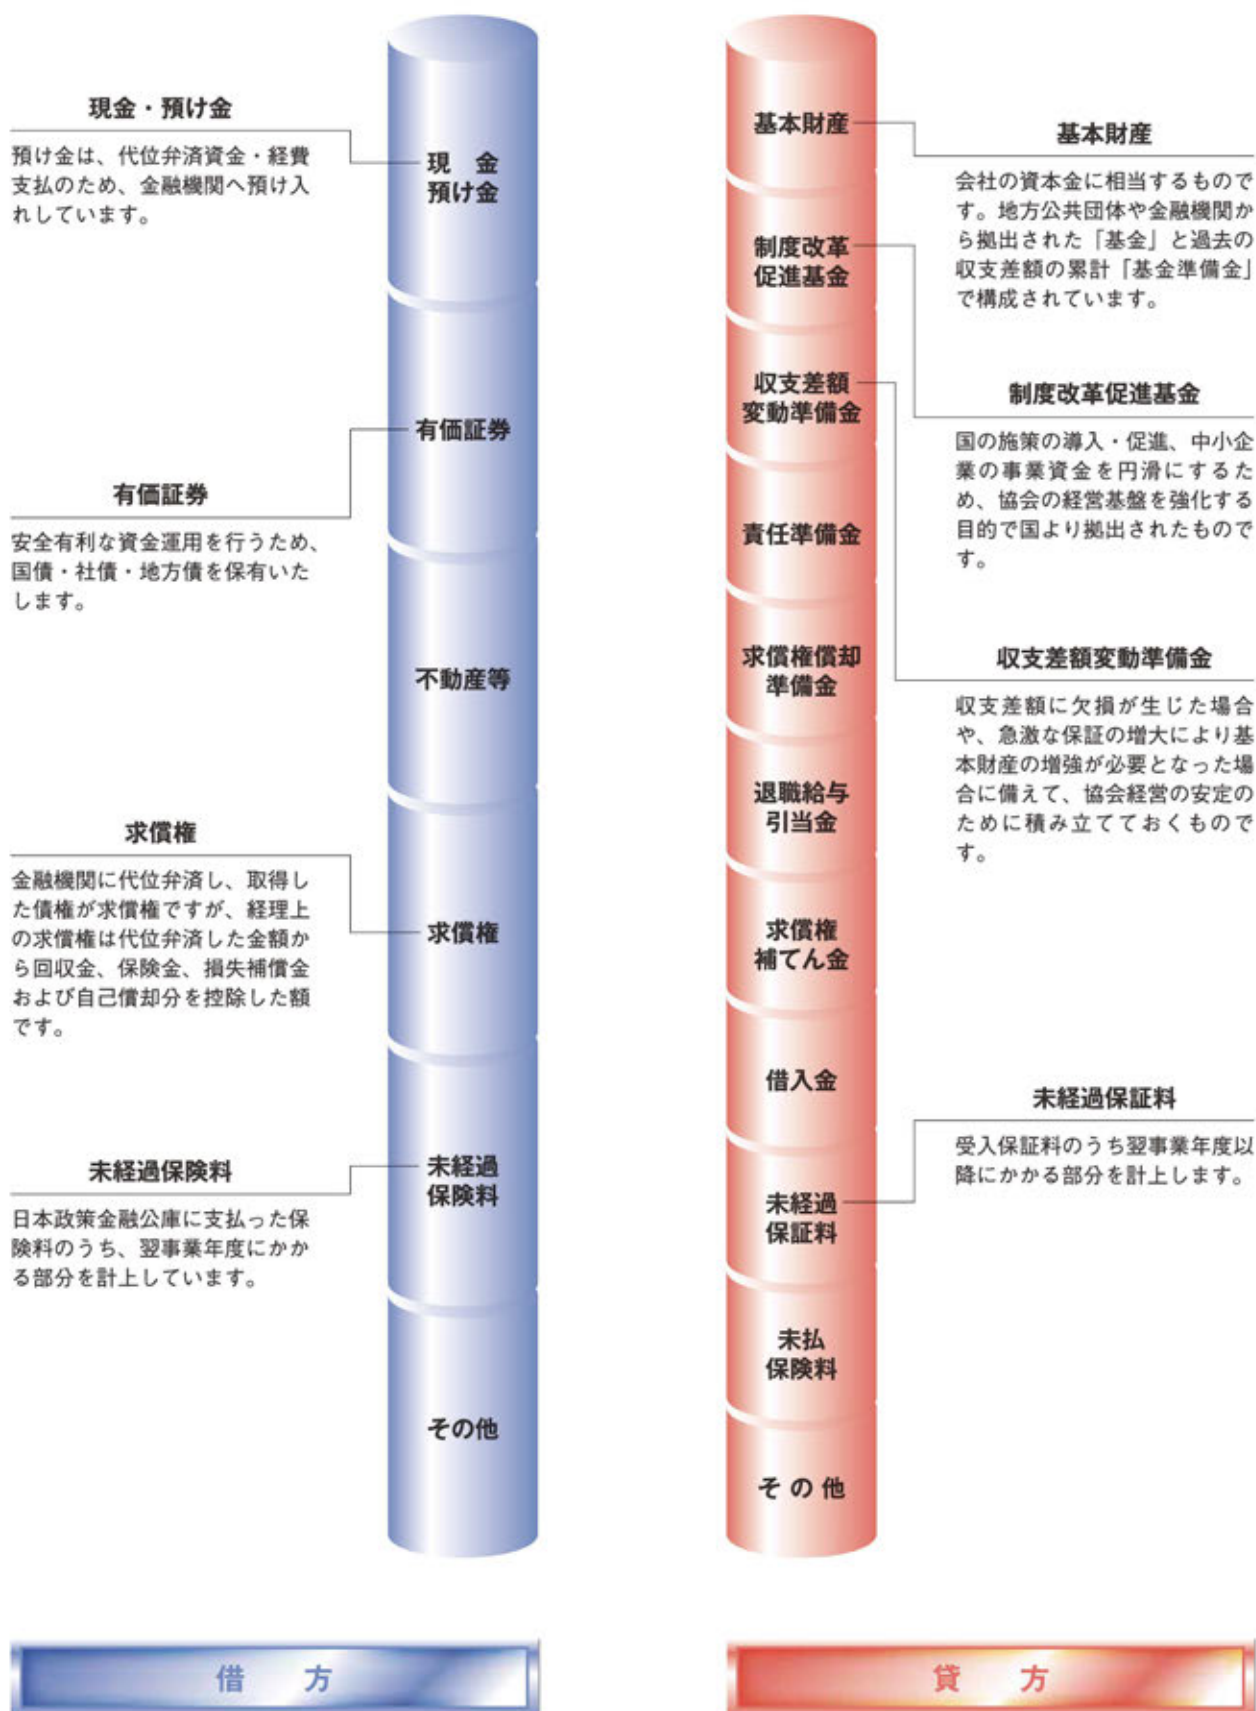 現金・預け金
預け金は、代位弁済資金・経費
支払のため、金融機関へ預け入
れしています。
有価証券
安全有利な資金運用を行うため、
国債・社債・地方債を保有いた
します。
求償権
金融機関に代位弁済し、取得し
た債権が求償権ですが、経理上
の求償権は代位弁済した金額か
ら回収金、保険金、損失補償金
および自己償却分を控除した額
です。
未経過保険料
日本政策金融公庫に支払った保
険料のうち、翌事業年度にかか
る部分を計上しています。
現　金
預け金
有価証券
不動産等
求償権
未経過
保険料
その他
借　方
基本財産
制度改革
促進基金
収支差額
変動準備金
責任準備金
求償権償却
準備金
退職給与
引当金
求償権
補てん金
借入金
未経過
保証料
未払
保険料
その他
貸　方
基本財産
会社の資本金に相当するもので
す。地方公共団体や金融機関か
ら拠出された「基金」と過去の
収支差額の累計「基金準備金」
で構成されています。
制度改革促進基金
国の施策の導入・促進、中小企
業の事業資金を円滑にするた
め、協会の経営基盤を強化する
目的で国より拠出されたもので
す。
収支差額変動準備金
収支差額に欠損が生じた場合
や、急激な保証の増大により基
本財産の増強が必要となった場
合に備えて、協会経営の安定の
ために積み立てておくもので
す。
未経過保証料
受入保証料のうち翌事業年度以
降にかかる部分を計上します。